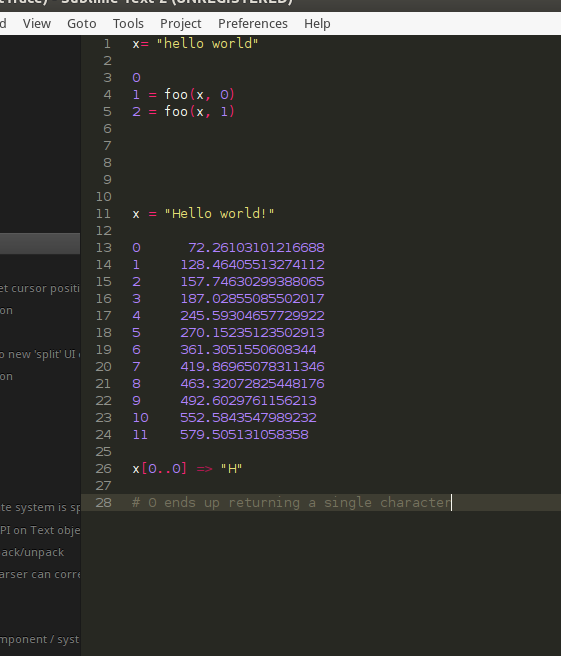 Sublime Text 2 (UNREGISTERED)
View Goto Tools Project Preferences Help
1 x= "hello world"
2
3 0
4 1 = foo(x, 0)
5 2 = foo(x, 1)
6
7
8
9
10
11 x = "Hello world!"
12
13 0 72.26103101216688
14 1 128.46405513274112
15 2 157.74630299388065
16 3 187.02855085502017
17 4 245.59304657729922
18 5 270.15235123502913
19 6 361.3051550608344
20 7 419.86965078311346
21 8 463.32072825448176
22 9 492.6029761156213
23 10 552.5843547989232
24 11 579.505131058358
25
26 x[0..0] => "H"
27
28 # 0 ends up returning a single character
et cursor positi
on
o new 'split' UI
on
te system is sp
PI on Text obje
ack/unpack
arser can corre
mponent / syst